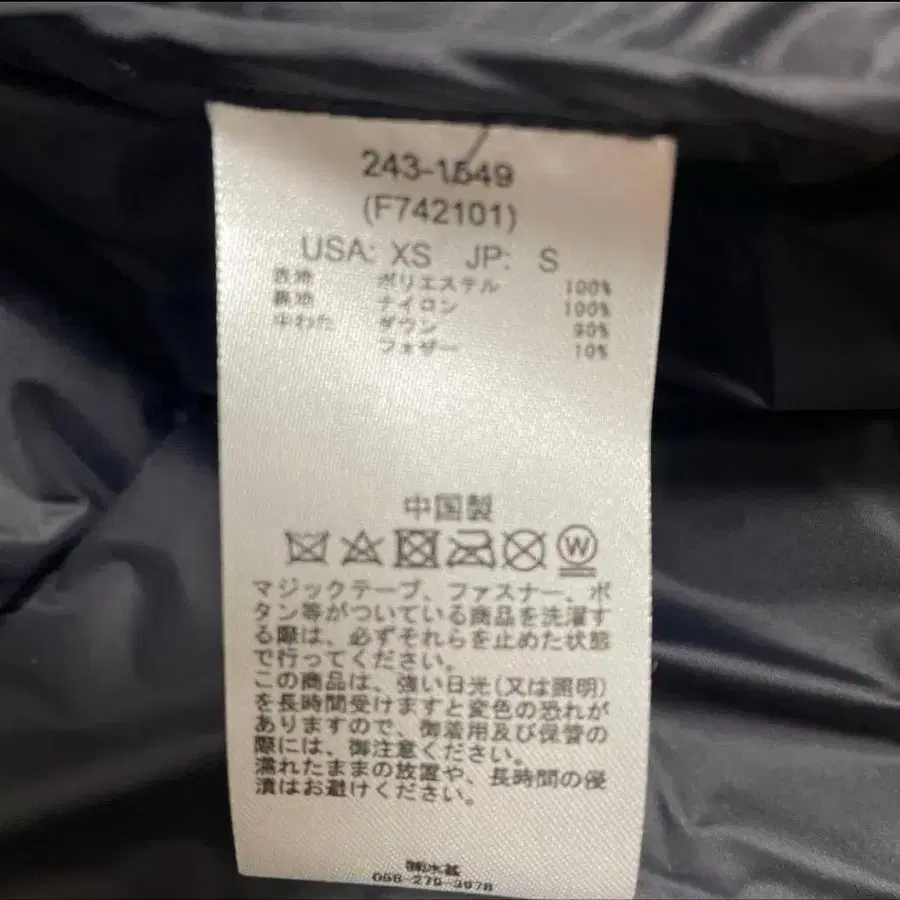 243-1549
(F742101)
USA: XS JP: S
表地 ポリエステル 100%
裏地 ナイロン 100%
中わた ダウン 90%
フェザー 10%
中国製
W
マジックテープ、ファスナー、ボ
タン等がついている商品を洗濯す
る際は、必ずそれらを止めた状態
で行ってください。
この商品は、強い日光(又は照明)
を長時間受けますと変色の恐れが
ありますので、御着用及び保管の
際には、御注意ください。
濡れたままの放置や、長時間の侵
漬はお避けください。
㈱水甚
058-279-3978